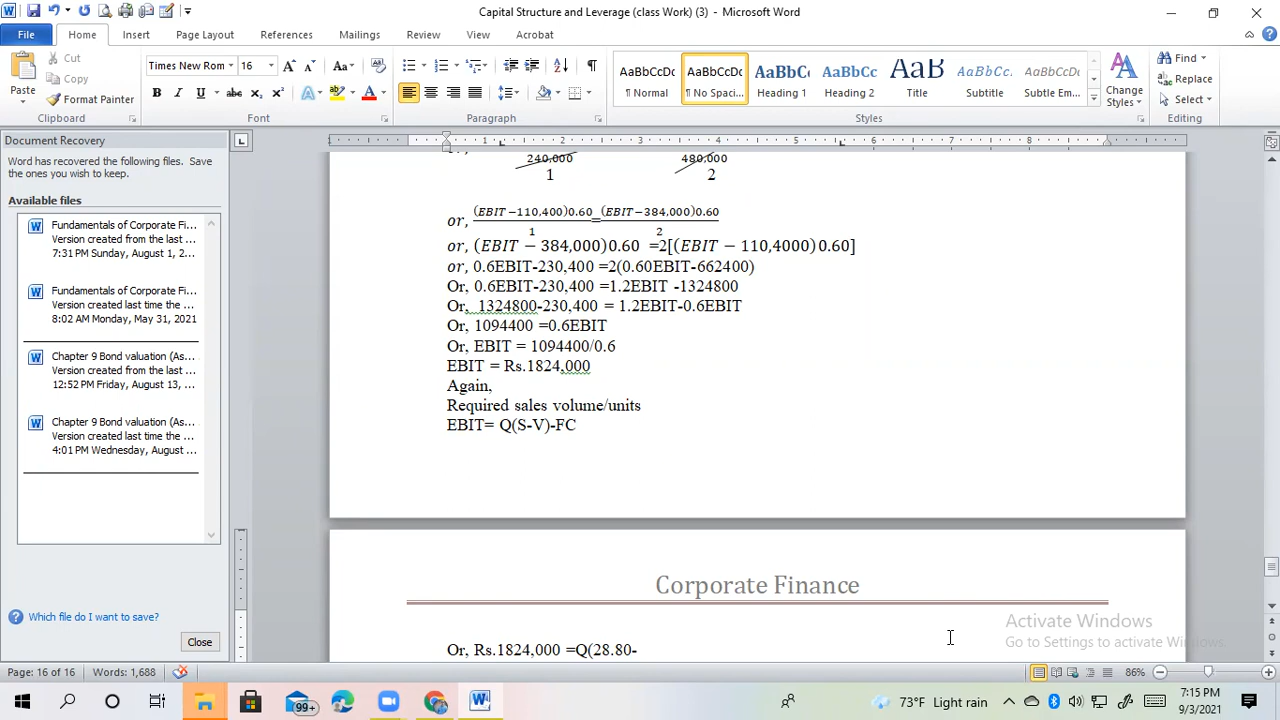 Capital Structure and Leverage (class Work) (3) - Microsoft Word
File Home Insert Page Layout References Mailings Review View Acrobat
Paste Cut Copy Format Painter
Clipboard
Times New Rom 16
B I U abc x₂ x² A
Font
Paragraph
AaBbCcDc ¶ Normal
AaBbCcDc ¶ No Spaci...
AaBbCc Heading 1
AaBbCc Heading 2
AaB Title
AaBbCc. Subtitle
AaBbCcDc Subtle Em...
Change Styles
Styles
Find
Replace
Select
Editing
Document Recovery
Word has recovered the following files. Save
the ones you wish to keep.
Available files
Fundamentals of Corporate Fi...
Version created from the last ...
7:31 PM Sunday, August 1, 2...
Fundamentals of Corporate Fi...
Version created last time the ...
8:02 AM Monday, May 31, 2021
Chapter 9 Bond valuation (As...
Version created from the last ...
12:52 PM Friday, August 13, ...
Chapter 9 Bond valuation (As...
Version created last time the ...
4:01 PM Wednesday, August ...
Which file do I want to save?
Close
1 2 3 4 5 6 7 8 9
240,000 480,000
1 2
or, (EBIT−110,400)0.60/1=(EBIT−384,000)0.60/2
or, (EBIT − 384,000)0.60 =2[(EBIT − 110,4000)0.60]
or, 0.6EBIT-230,400 =2(0.60EBIT-662400)
Or, 0.6EBIT-230,400 =1.2EBIT -1324800
Or, 1324800-230,400 = 1.2EBIT-0.6EBIT
Or, 1094400 =0.6EBIT
Or, EBIT = 1094400/0.6
EBIT = Rs.1824,000
Again,
Required sales volume/units
EBIT= Q(S-V)-FC
Corporate Finance
Or, Rs.1824,000 =Q(28.80-
Activate Windows
Go to Settings to activate Windows.
Page: 16 of 16 Words: 1,688 86%
99+ 73°F Light rain 7:15 PM
9/3/2021